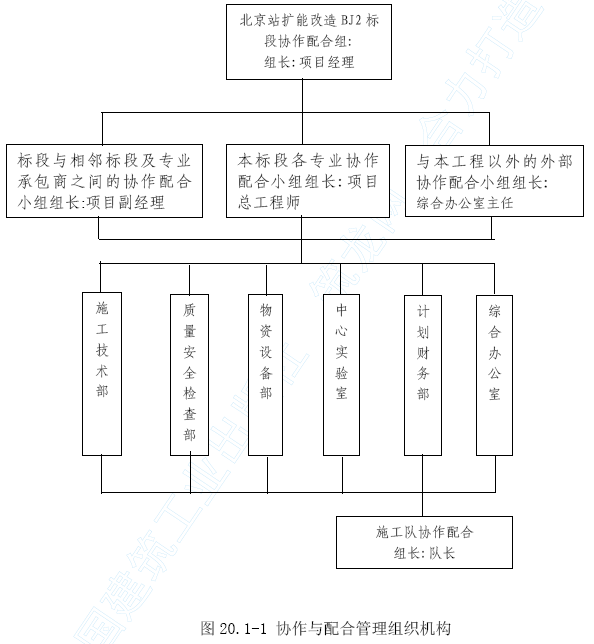 北京站扩能改造 BJ2 标
段协作配合组:
组长: 项目经理
标段与相邻标段及专业
承包商之间的协作配合
小组组长:项目副经理
本标段各专业协作
配合小组组长: 项目
总工程师
与本工程以外的外部
协作配合小组组长:
综合办公室主任
施工技术部
质量安全检查部
物资设备部
中心实验室
计划财务部
综合办公室
施工队协作配合
组长: 队长
图 20.1-1 协作与配合管理组织机构